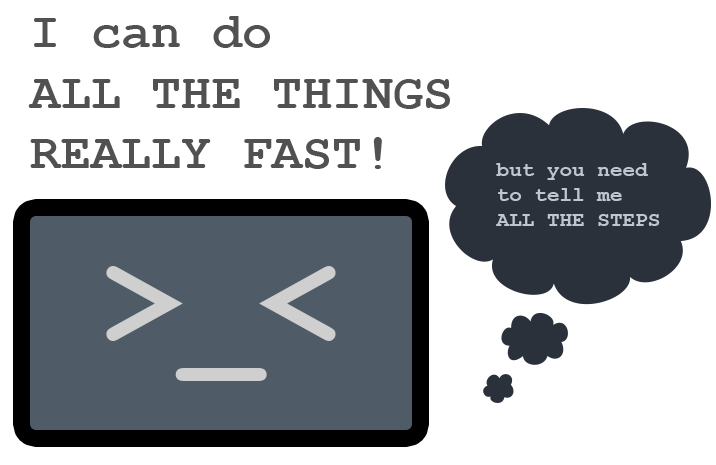 I can do
ALL THE THINGS
REALLY FAST!
but you need
to tell me
ALL THE STEPS